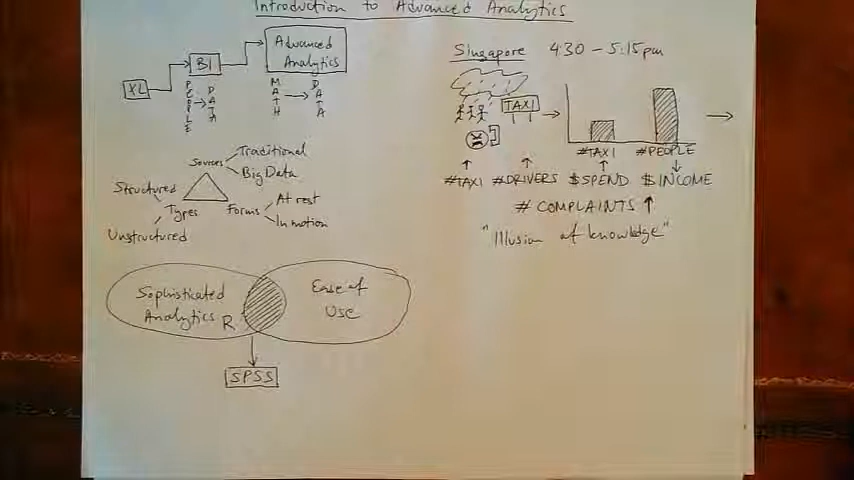 Introduction to Advanced Analytics
XL
BI
Advanced
Analytics
PEOPLE
DATA
MATH
DATA
Sources
Traditional
Big Data
Structured
Types
Unstructured
Forms
At rest
In motion
Sophisticated
Analytics
R
Ease of
Use
SPSS
Singapore 4:30 - 5:15pm
TAXI
#TAXI #PEOPLE
#TAXI #DRIVERS $SPEND $INCOME
# COMPLAINTS
"Illusion of knowledge"